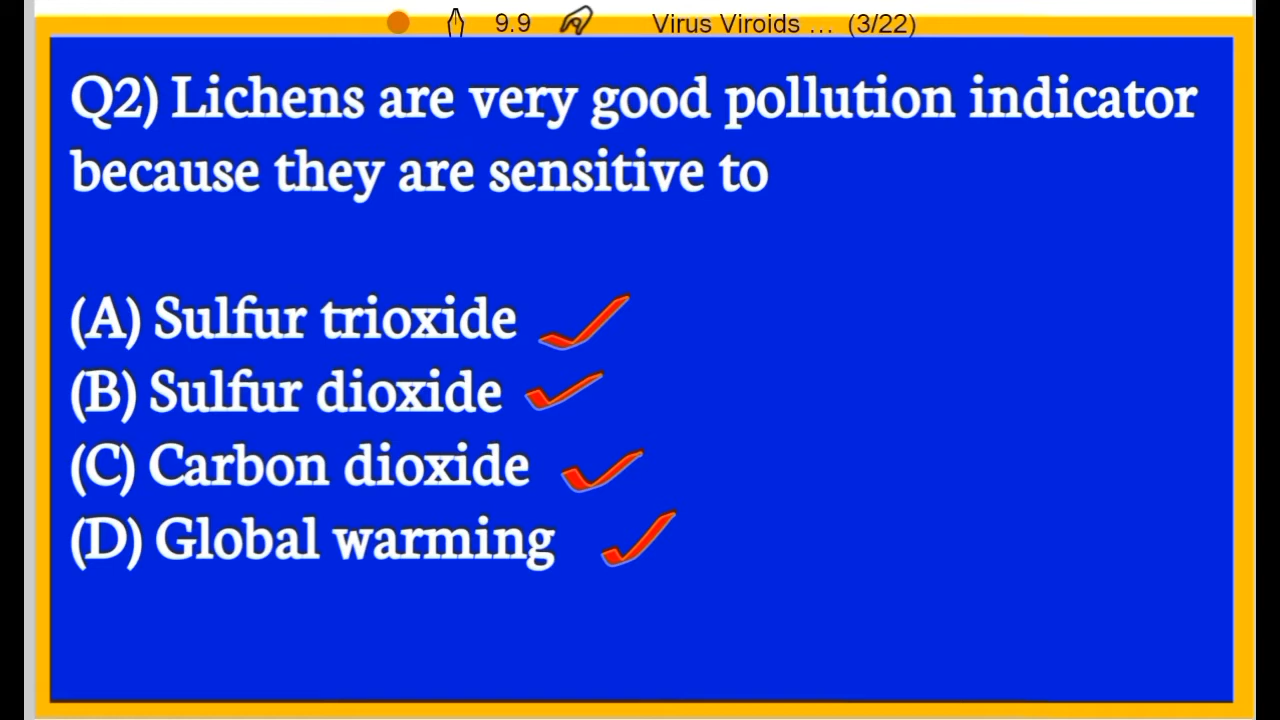 9.9 Virus Viroids ... (3/22)
Q2) Lichens are very good pollution indicator
because they are sensitive to
(A) Sulfur trioxide
(B) Sulfur dioxide
(C) Carbon dioxide
(D) Global warming